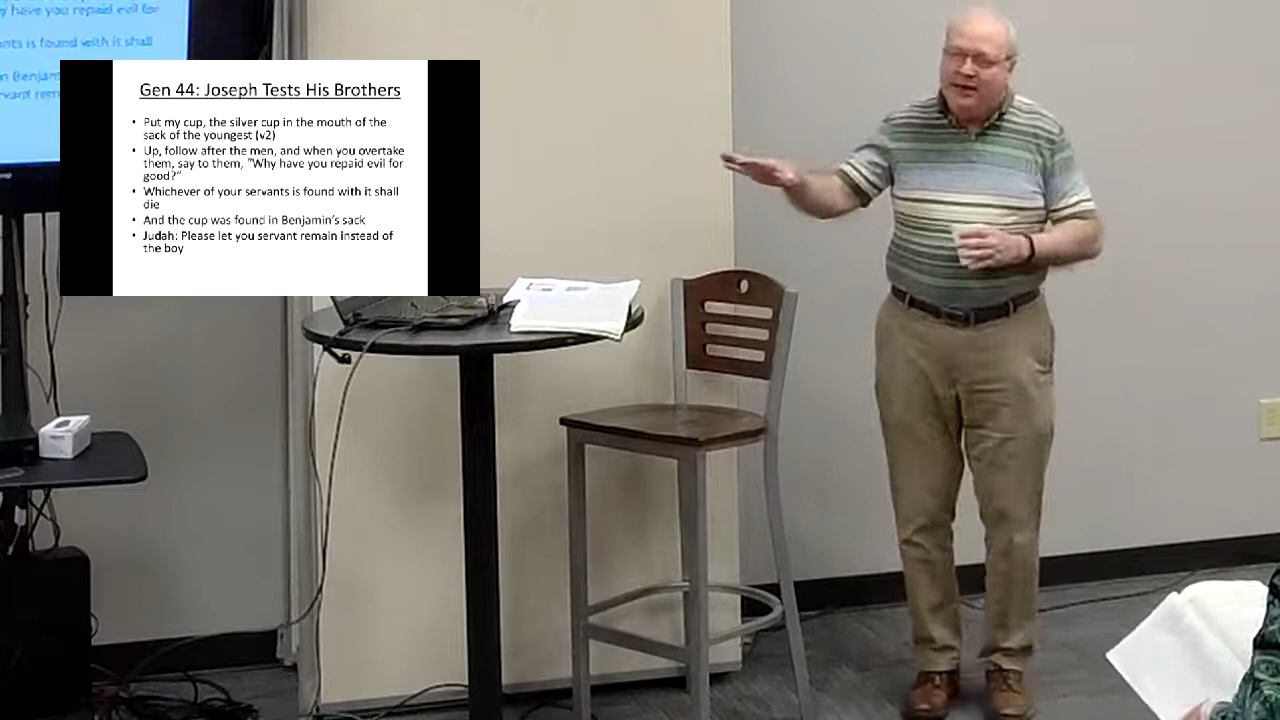 y have you repaid evil for
nts is found with it shall
n Benjam
rvant rem
Gen 44: Joseph Tests His Brothers
• Put my cup, the silver cup in the mouth of the
sack of the youngest (v2)
• Up, follow after the men, and when you overtake
them, say to them, "Why have you repaid evil for
good?"
• Whichever of your servants is found with it shall
die
• And the cup was found in Benjamin's sack
• Judah: Please let you servant remain instead of
the boy